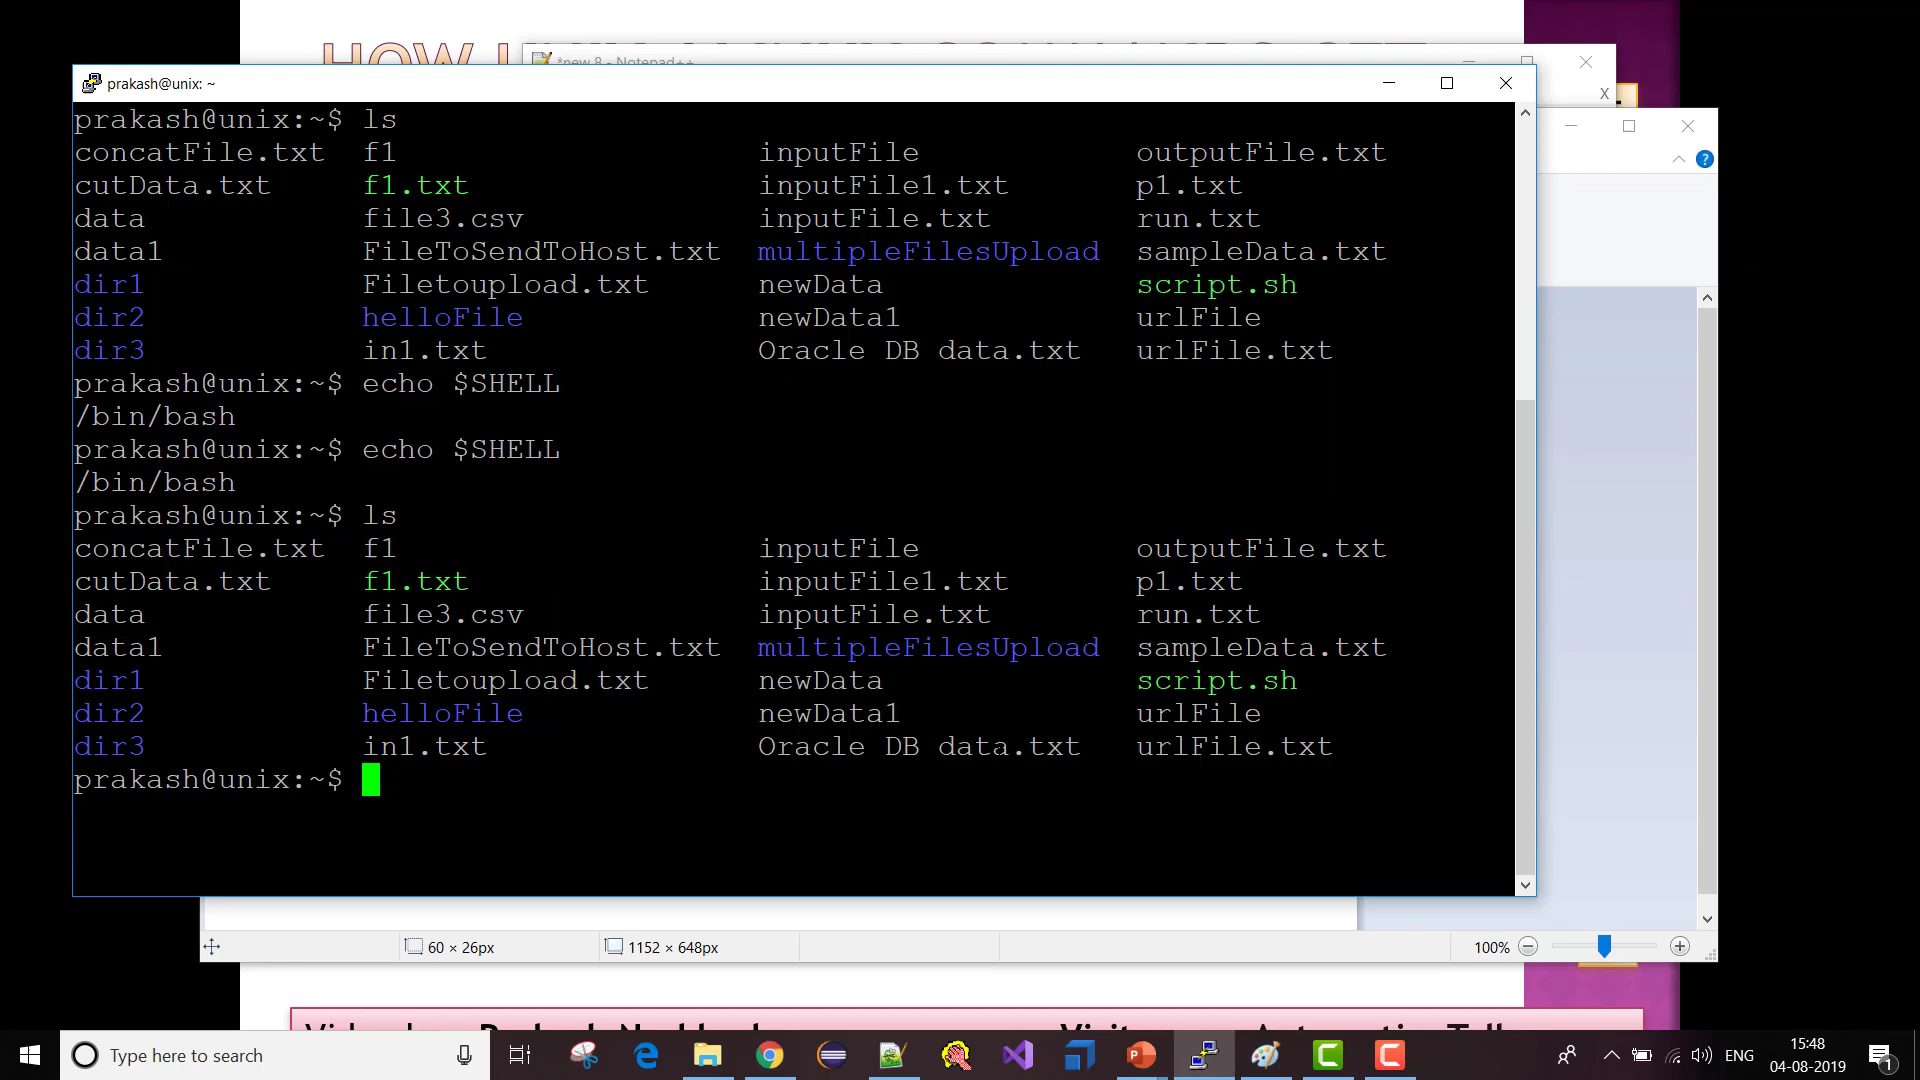 *new 8 - Notepad++
prakash@unix: ~
X
prakash@unix:~$ ls
concatFile.txt f1 inputFile outputFile.txt
cutData.txt f1.txt inputFile1.txt p1.txt
data file3.csv inputFile.txt run.txt
data1 FileToSendToHost.txt multipleFilesUpload sampleData.txt
dir1 Filetoupload.txt newData script.sh
dir2 helloFile newData1 urlFile
dir3 in1.txt Oracle DB data.txt urlFile.txt
prakash@unix:~$ echo $SHELL
/bin/bash
prakash@unix:~$ echo $SHELL
/bin/bash
prakash@unix:~$ ls
concatFile.txt f1 inputFile outputFile.txt
cutData.txt f1.txt inputFile1.txt p1.txt
data file3.csv inputFile.txt run.txt
data1 FileToSendToHost.txt multipleFilesUpload sampleData.txt
dir1 Filetoupload.txt newData script.sh
dir2 helloFile newData1 urlFile
dir3 in1.txt Oracle DB data.txt urlFile.txt
prakash@unix:~$
60 × 26px 1152 × 648px 100%
Type here to search
ENG
15:48
04-08-2019
1